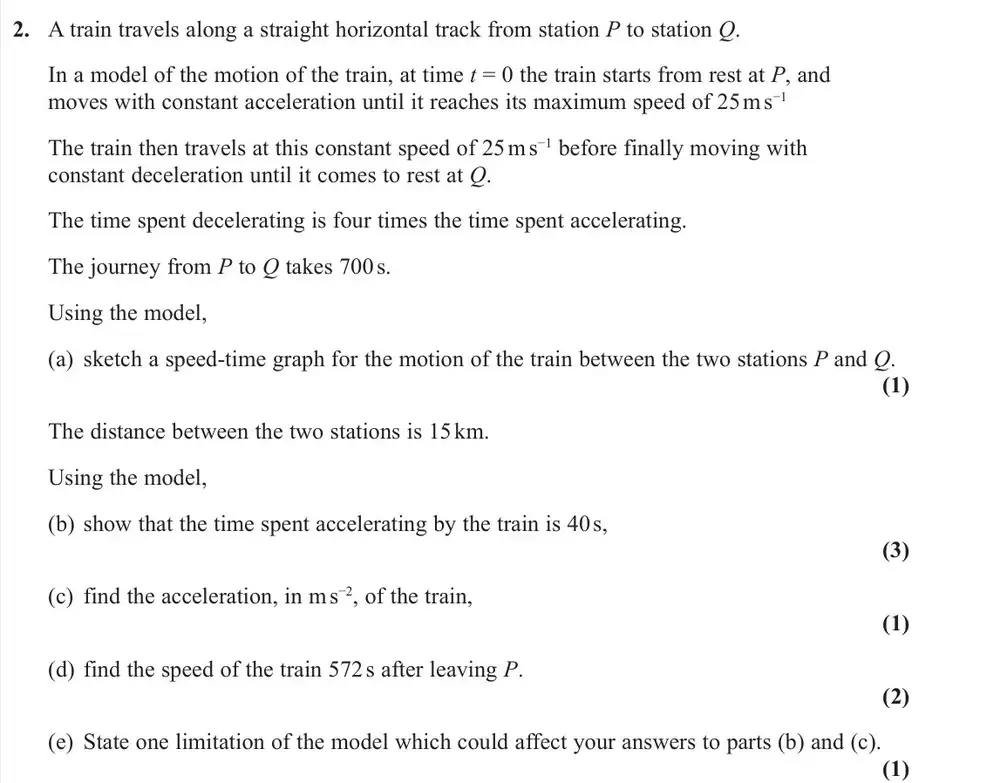 2. A train travels along a straight horizontal track from station P to station Q.
In a model of the motion of the train, at time t = 0 the train starts from rest at P, and
moves with constant acceleration until it reaches its maximum speed of 25 m s⁻¹
The train then travels at this constant speed of 25 m s⁻¹ before finally moving with
constant deceleration until it comes to rest at Q.
The time spent decelerating is four times the time spent accelerating.
The journey from P to Q takes 700 s.
Using the model,
(a) sketch a speed-time graph for the motion of the train between the two stations P and Q.
(1)
The distance between the two stations is 15 km.
Using the model,
(b) show that the time spent accelerating by the train is 40 s,
(3)
(c) find the acceleration, in m s⁻², of the train,
(1)
(d) find the speed of the train 572 s after leaving P.
(2)
(e) State one limitation of the model which could affect your answers to parts (b) and (c).
(1)